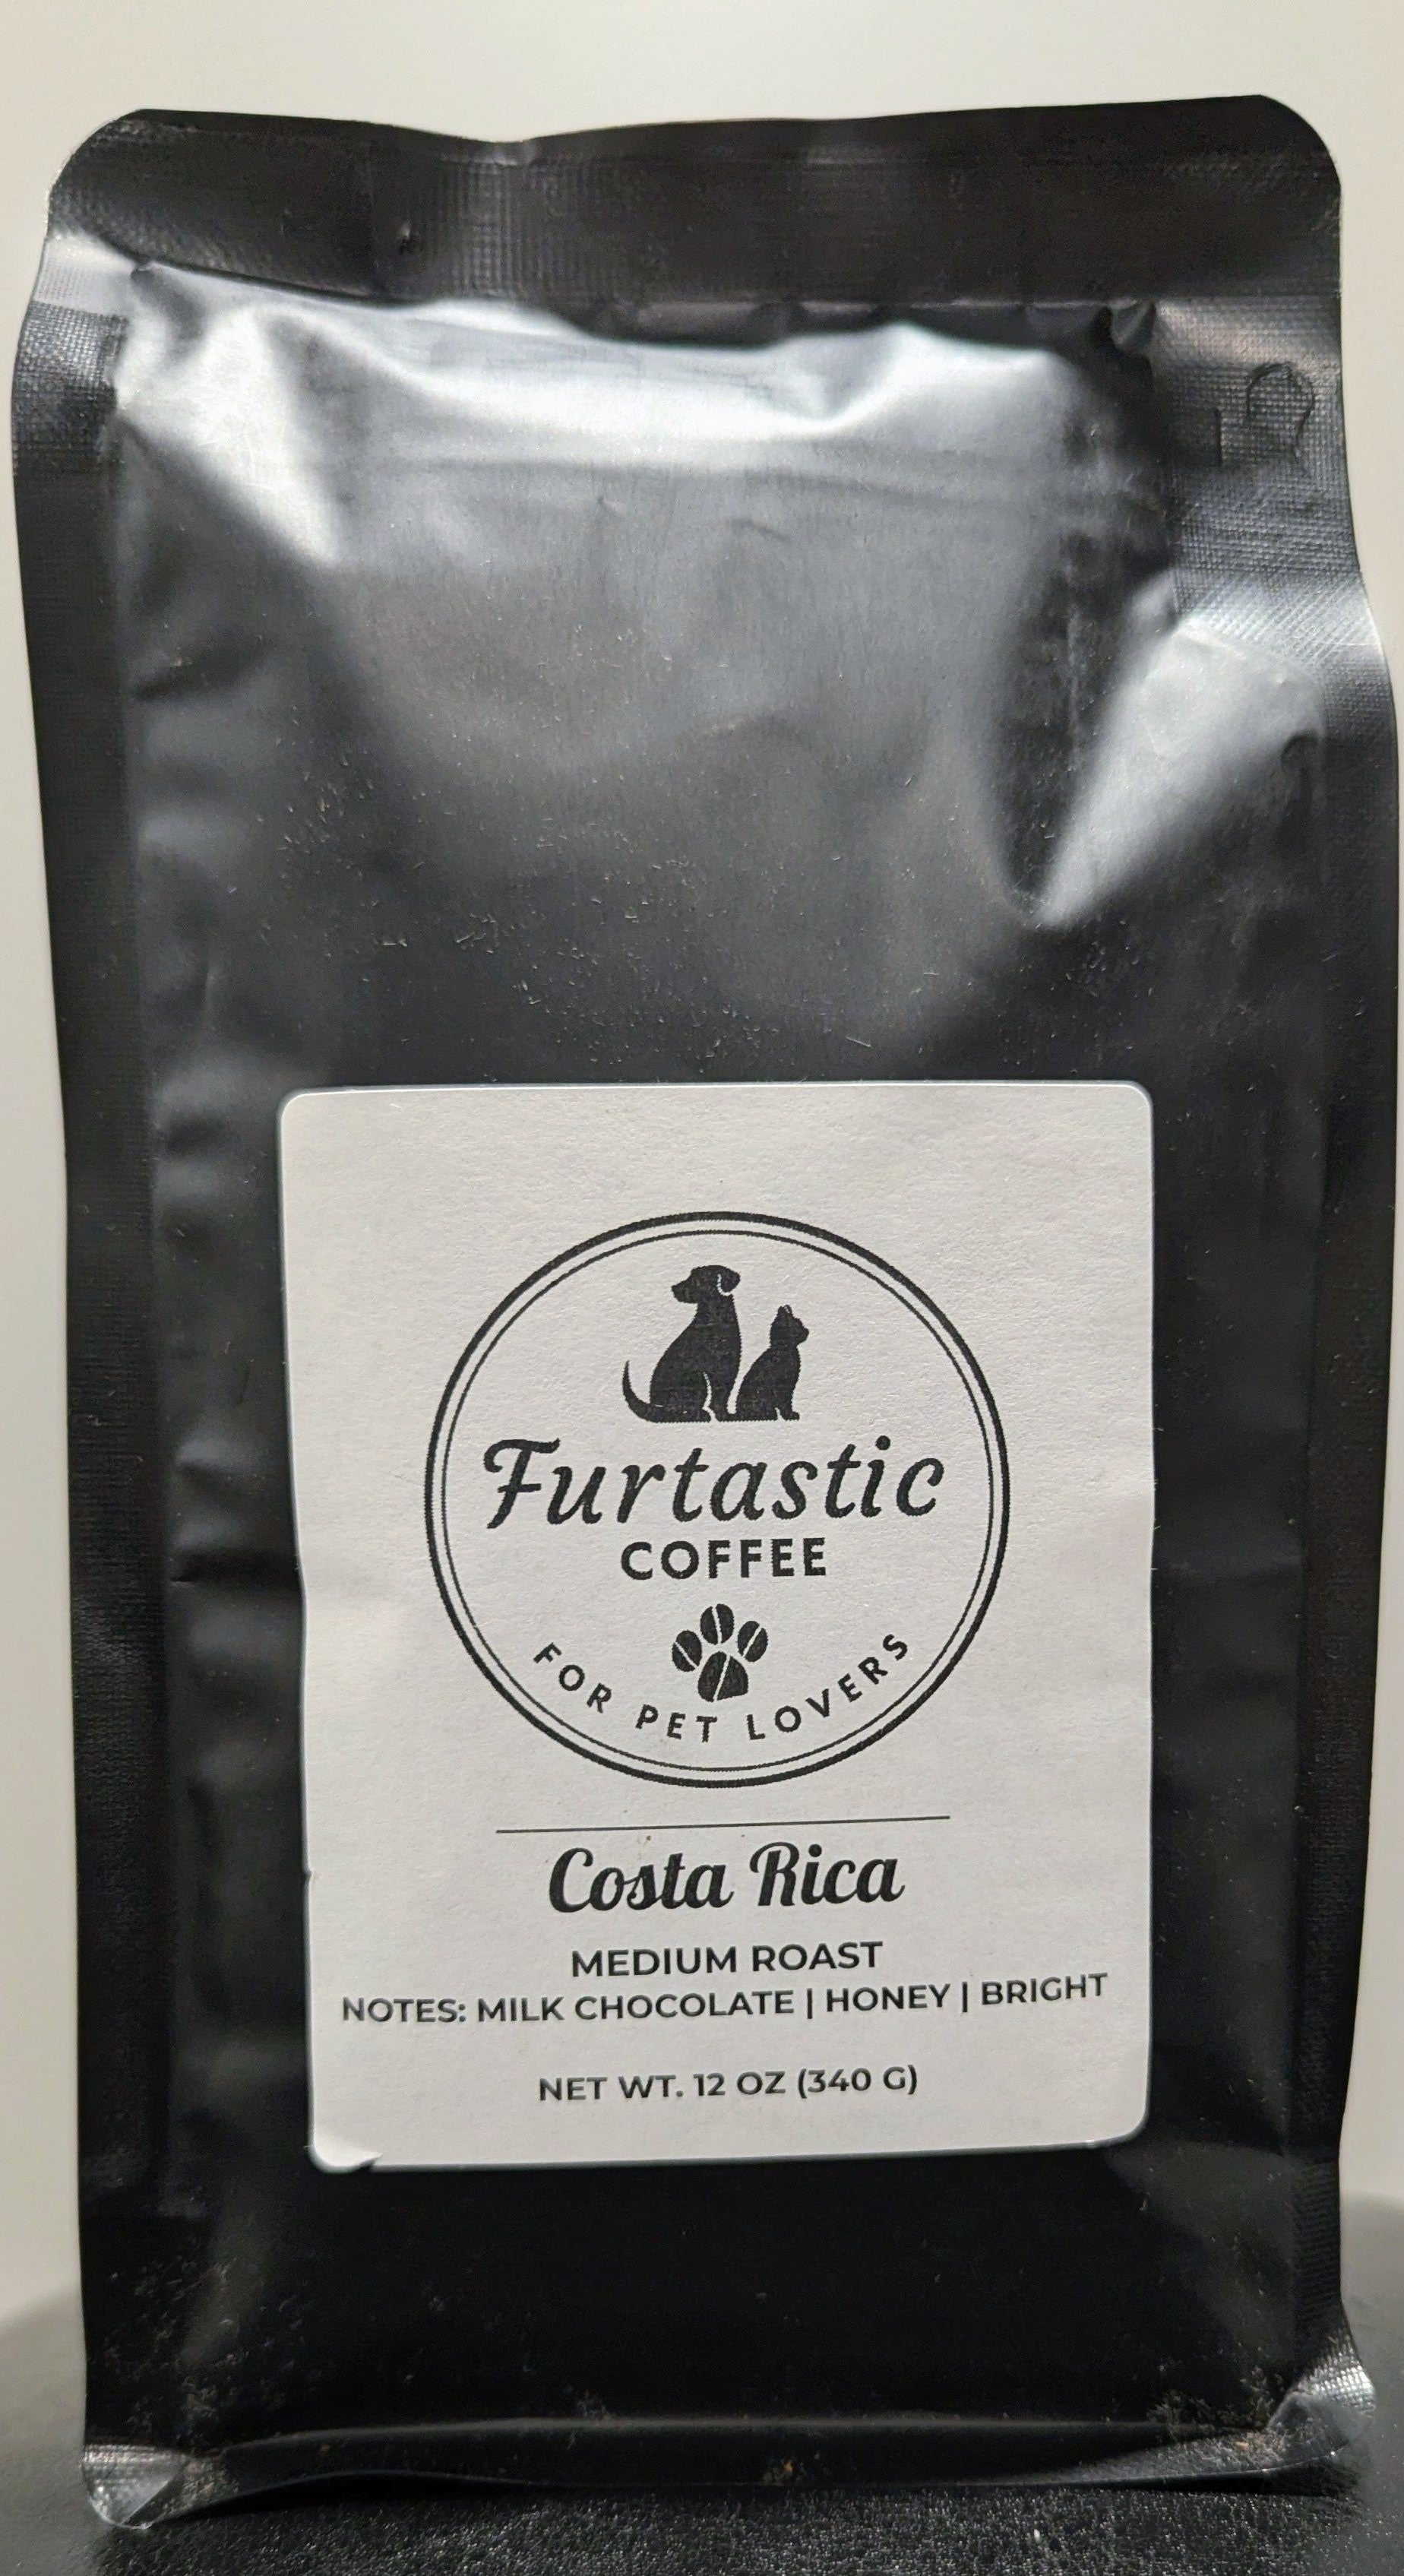 Furtastic
COFFEE
FOR PET LOVERS
Costa Rica
MEDIUM ROAST
NOTES: MILK CHOCOLATE | HONEY | BRIGHT
NET WT. 12 OZ (340 G)